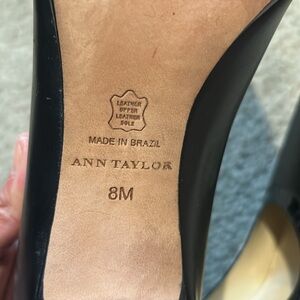 LEATHER
UPPER
LEATHER
SOLE
MADE IN BRAZIL
ANN TAYLOR
8M